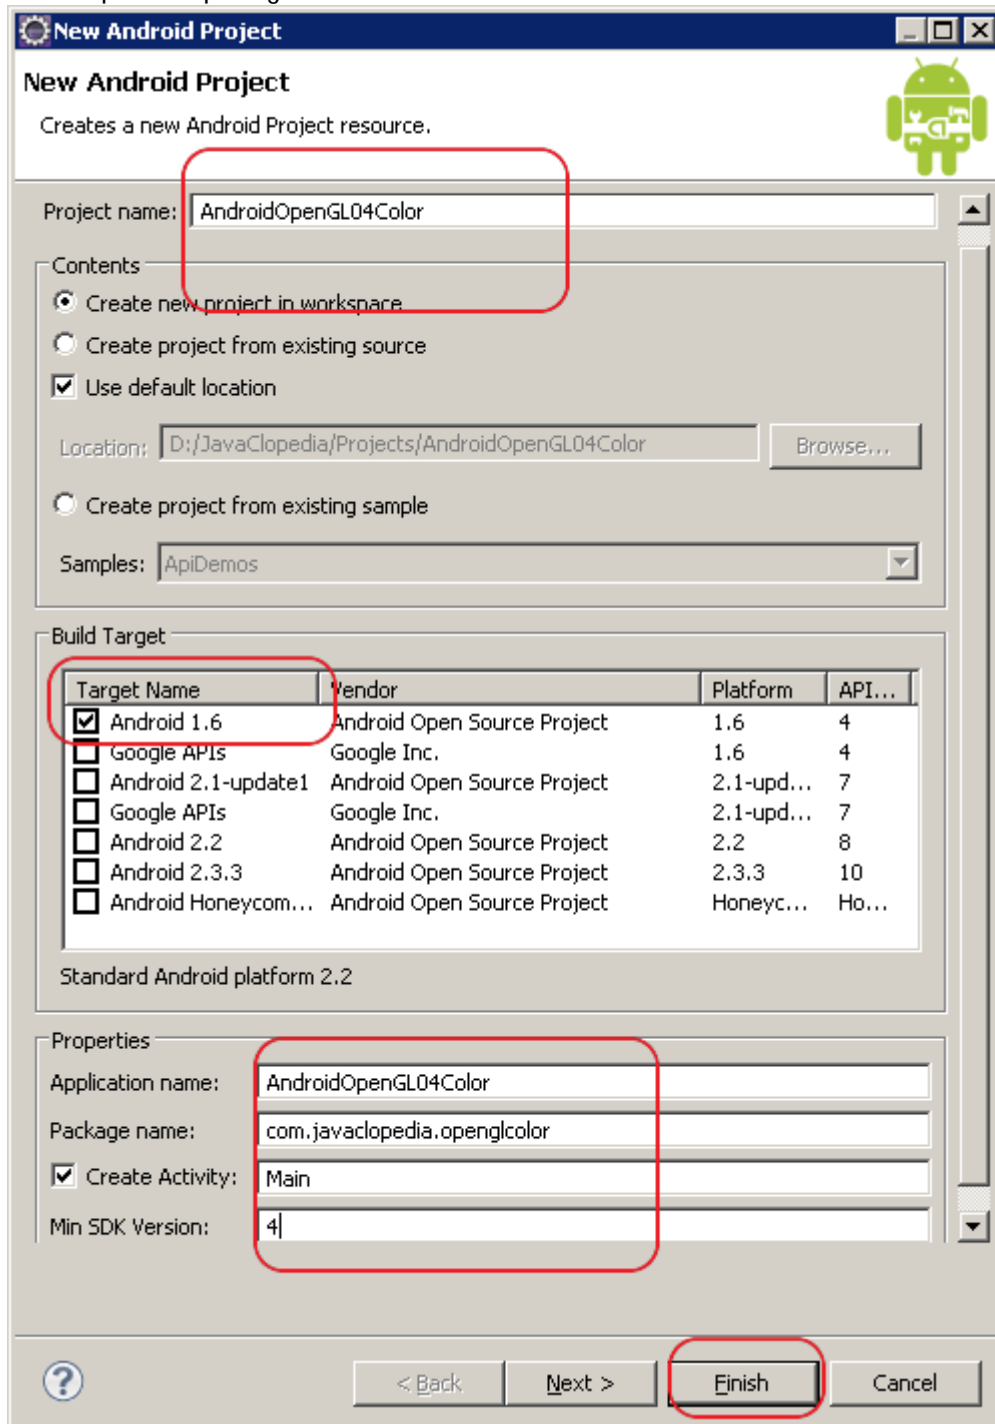 New Android Project
New Android Project
Creates a new Android Project resource.
Project name: AndroidOpenGL04Color
Contents
Create new project in workspace
Create project from existing source
Use default location
Location: D:/JavaClopedia/Projects/AndroidOpenGL04Color Browse...
Create project from existing sample
Samples: ApiDemos
Build Target
Target Name Vendor Platform API...
Android 1.6 Android Open Source Project 1.6 4
Google APIs Google Inc. 1.6 4
Android 2.1-update1 Android Open Source Project 2.1-upd... 7
Google APIs Google Inc. 2.1-upd... 7
Android 2.2 Android Open Source Project 2.2 8
Android 2.3.3 Android Open Source Project 2.3.3 10
Android Honeycom... Android Open Source Project Honeyc... Ho...
Standard Android platform 2.2
Properties
Application name: AndroidOpenGL04Color
Package name: com.javaclopedia.openglcolor
Create Activity: Main
Min SDK Version: 4
? < Back Next > Finish Cancel